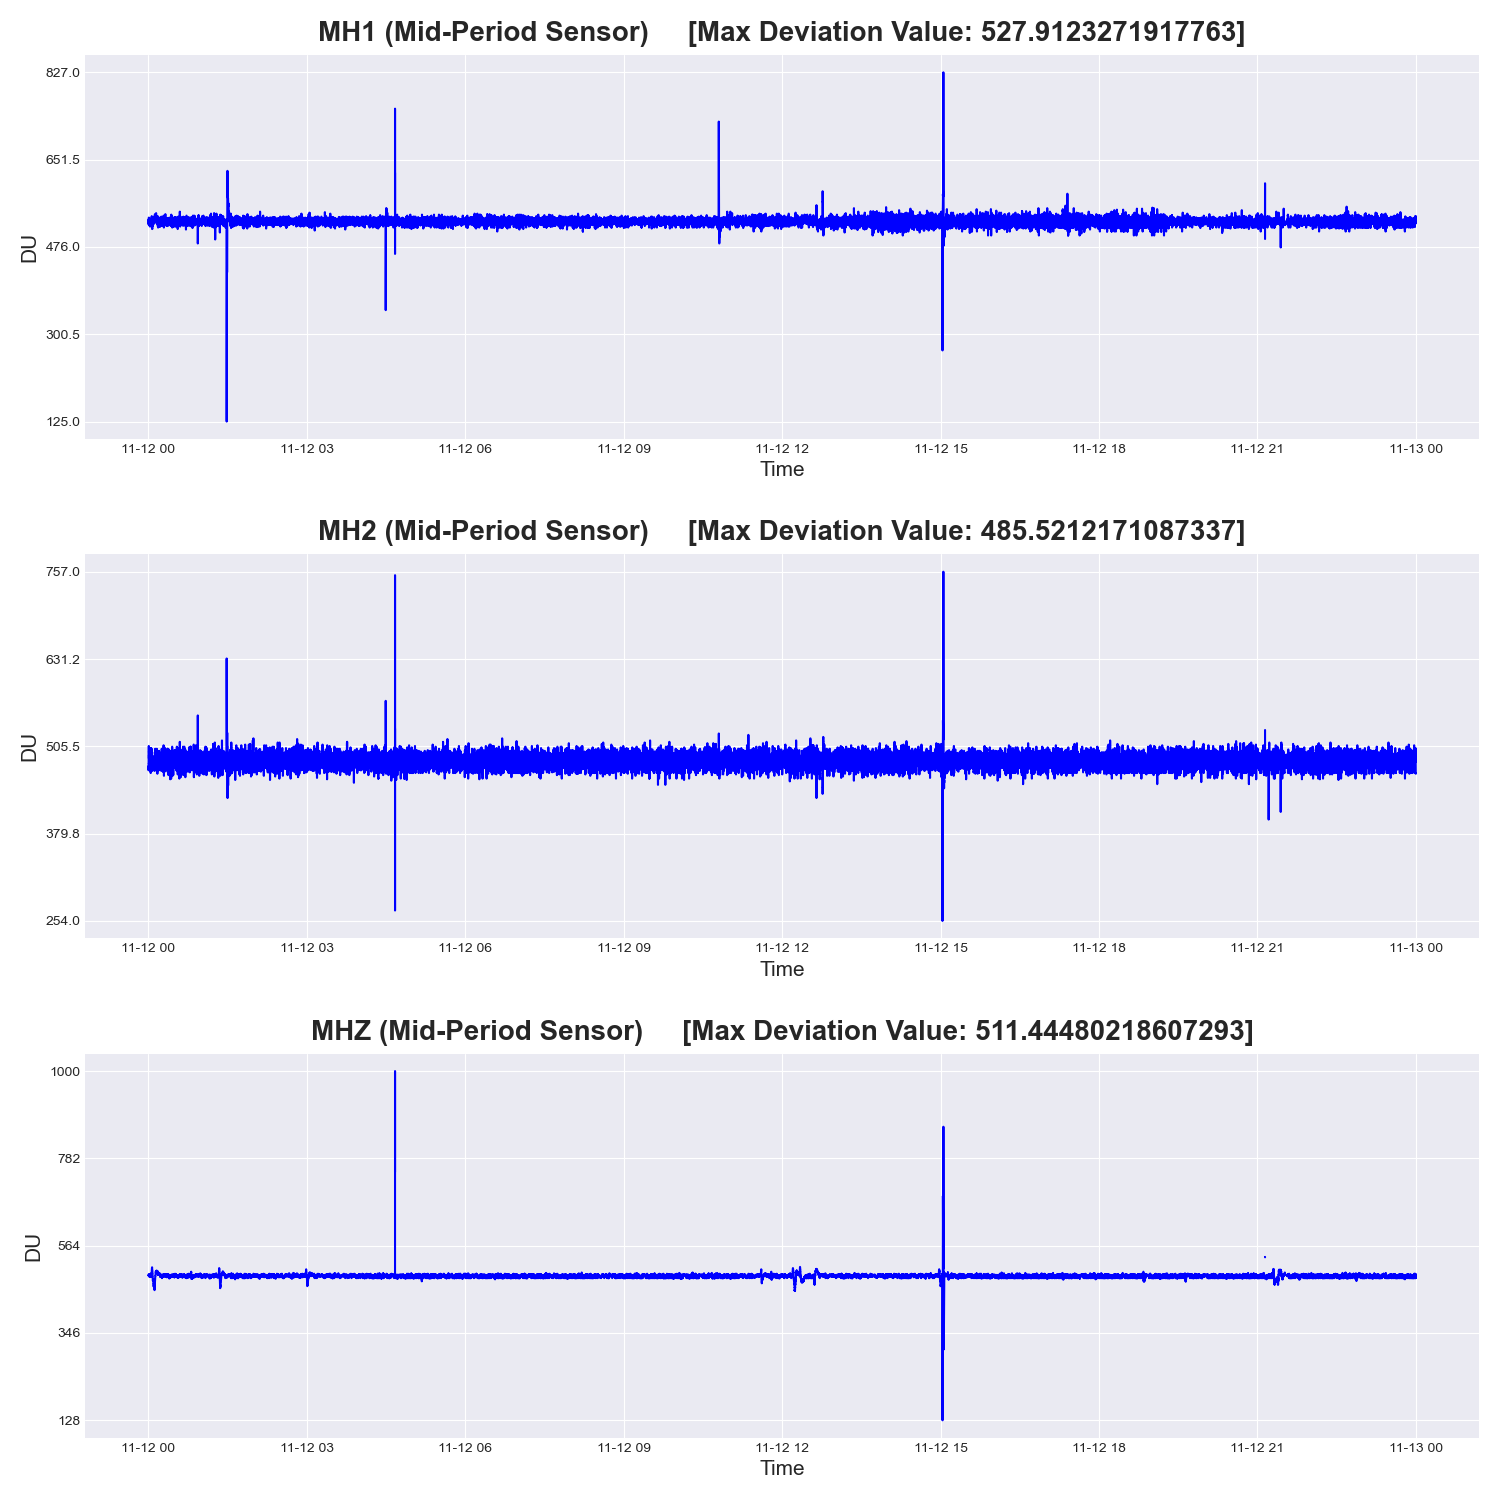 MH1 (Mid-Period Sensor) [Max Deviation Value: 527.9123271917763]
827.0
651.5
476.0
300.5
125.0
DU
11-12 00 11-12 03 11-12 06 11-12 09 11-12 12 11-12 15 11-12 18 11-12 21 11-13 00
Time
MH2 (Mid-Period Sensor) [Max Deviation Value: 485.5212171087337]
757.0
631.2
505.5
379.8
254.0
DU
11-12 00 11-12 03 11-12 06 11-12 09 11-12 12 11-12 15 11-12 18 11-12 21 11-13 00
Time
MHZ (Mid-Period Sensor) [Max Deviation Value: 511.44480218607293]
1000
782
564
346
128
DU
11-12 00 11-12 03 11-12 06 11-12 09 11-12 12 11-12 15 11-12 18 11-12 21 11-13 00
Time